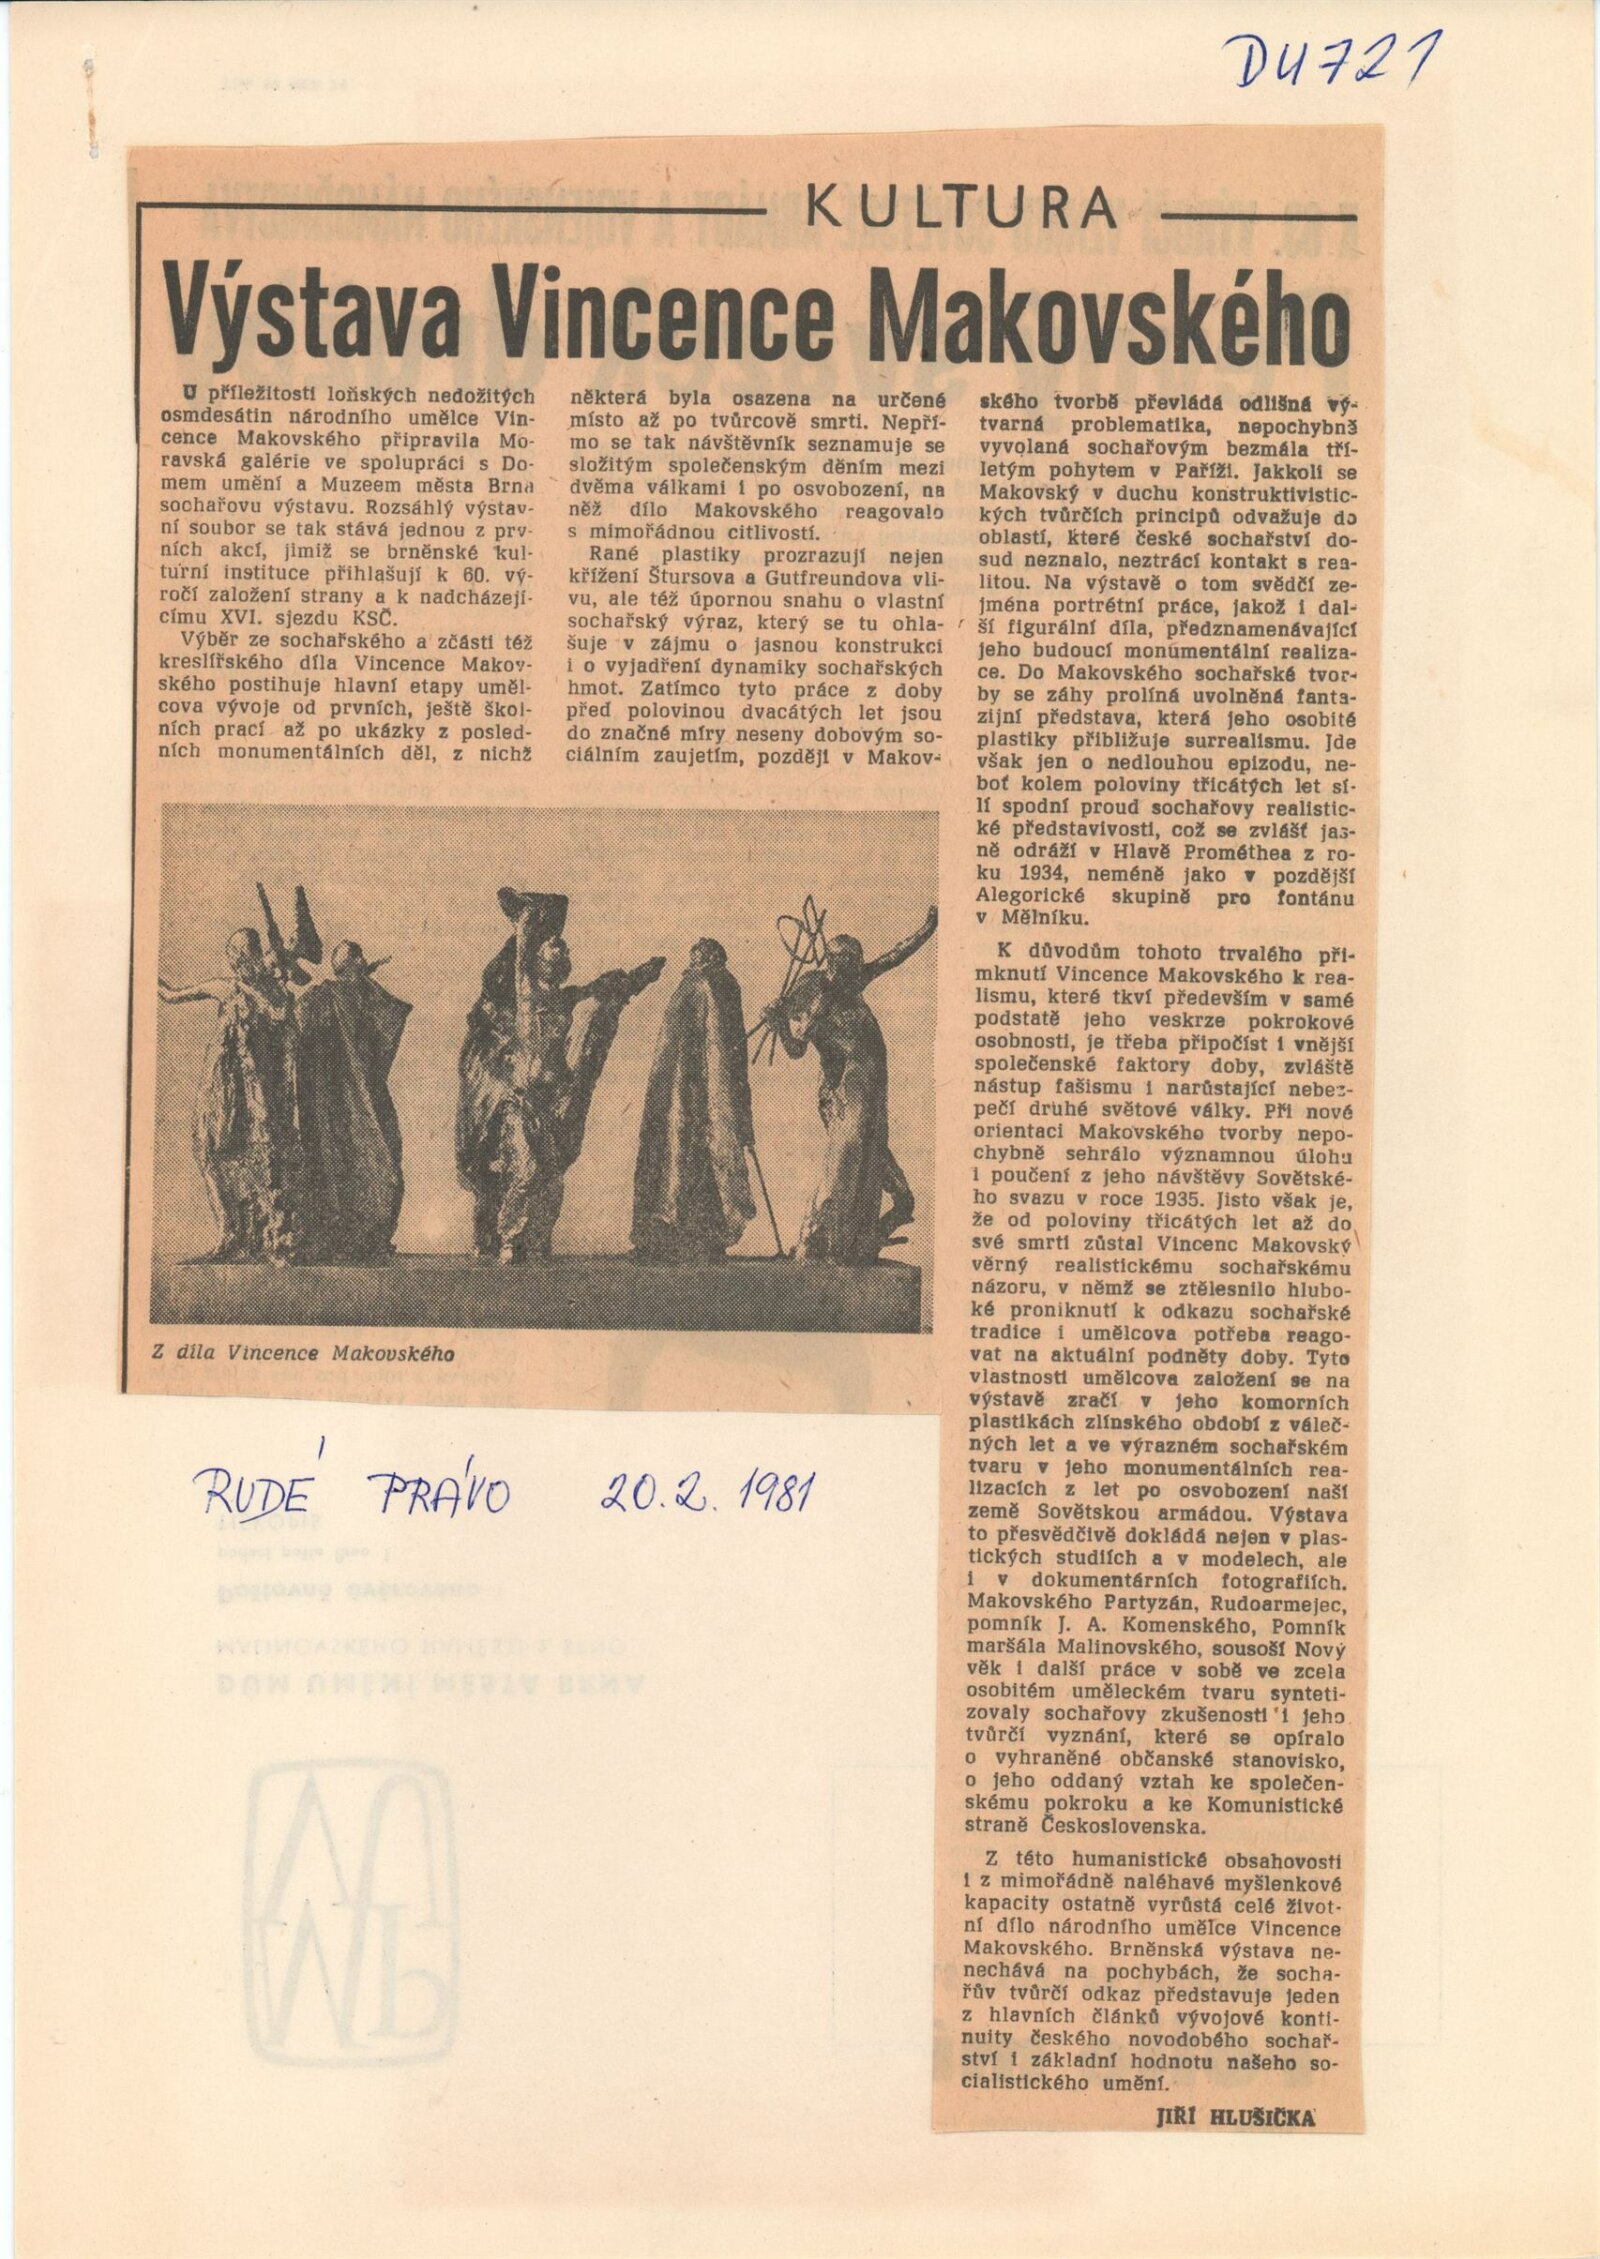 DU721
KULTURA
Výstava Vincence Makovského
U příležitosti loňských nedožitých
osmdesátin národního umělce Vin-
cence Makovského připravila Mo-
ravská galérie ve spolupráci s Do-
mem umění a Muzeem města Brna
sochařovu výstavu. Rozsáhlý výstav-
ní soubor se tak stává jednou z prv-
ních akcí, jimiž se brněnské kul-
turní instituce přihlašují k 60. vý-
ročí založení strany a k nadcházejí-
címu XVI. sjezdu KSČ.
Výběr ze sochařského a zčásti též
kreslířského díla Vincence Makov-
ského postihuje hlavní etapy uměl-
cova vývoje od prvních, ještě škol-
ních prací až po ukázky z posled-
ních monumentálních děl, z nichž
některá byla osazena na určené
místo až po tvůrcově smrti. Nepří-
mo se tak návštěvník seznamuje se
složitým společenským děním mezi
dvěma válkami i po osvobození, na
něž dílo Makovského reagovalo
s mimořádnou citlivostí.
Rané plastiky prozrazují nejen
křížení Štursova a Gutfreundova vli-
vu, ale též úpornou snahu o vlastní
sochařský výraz, který se tu ohla-
šuje v zájmu o jasnou konstrukci
i o vyjadření dynamiky sochařských
hmot. Zatímco tyto práce z doby
před polovinou dvacátých let jsou
do značné míry neseny dobovým so-
ciálním zaujetím, později v Makov-
ského tvorbě převládá odlišná vý-
tvarná problematika, nepochybně
vyvolaná sochařovým bezmála tří-
letým pobytem v Paříži. Jakkoli se
Makovský v duchu konstruktivistic-
kých tvůrčích principů odvažuje do
oblastí, které české sochařství do-
sud neznalo, neztrácí kontakt s rea-
litou. Na výstavě o tom svědčí ze-
jména portrétní práce, jakož i dal-
ší figurální díla, předznamenávající
jeho budoucí monumentální realiza-
ce. Do Makovského sochařské tvor-
by se záhy prolíná uvolněná fanta-
zijní představa, která jeho osobité
plastiky přibližuje surrealismu. Jde
však jen o nedlouhou epizodu, ne-
boť kolem poloviny třicátých let sí-
lí spodní proud sochařovy realistic-
ké představivosti, což se zvlášť jas-
ně odráží v Hlavě Prométhea z ro-
ku 1934, neméně jako v pozdější
Alegorické skupině pro fontánu
v Mělníku.
K důvodům tohoto trvalého při-
mknutí Vincence Makovského k rea-
lismu, které tkví především v samé
podstatě jeho veskrze pokrokové
osobnosti, je třeba připočíst i vnější
společenské faktory doby, zvláště
nástup fašismu i narůstající nebez-
pečí druhé světové války. Při nové
orientaci Makovského tvorby nepo-
chybně sehrálo významnou úlohu
i poučení z jeho návštěvy Sovětské-
ho svazu v roce 1935. Jisto však je,
že od poloviny třicátých let až do
své smrti zůstal Vincenc Makovský
věrný realistickému sochařskému
názoru, v němž se ztělesnilo hlubo-
ké proniknutí k odkazu sochařské
tradice i umělcova potřeba reago-
vat na aktuální podněty doby. Tyto
vlastnosti umělcova založení se na
výstavě zračí v jeho komorních
plastikách zlínského období z váleč-
ných let a ve výrazném sochařském
tvaru v jeho monumentálních rea-
lizacích z let po osvobození naší
země Sovětskou armádou. Výstava
to přesvědčivě dokládá nejen v plas-
tických studiích a v modelech, ale
i v dokumentárních fotografiích.
Makovského Partyzán, Rudoarmejec,
pomník J. A. Komenského, Pomník
maršála Malinovského, sousoší Nový
věk i další práce v sobě ve zcela
osobitém uměleckém tvaru synteti-
zovaly sochařovy zkušenosti i jeho
tvůrčí vyznání, které se opíralo
o vyhraněné občanské stanovisko,
o jeho oddaný vztah ke společen-
skému pokroku a ke Komunistické
straně Československa.
Z této humanistické obsahovosti
i z mimořádně naléhavé myšlenkové
kapacity ostatně vyrůstá celé život-
ní dílo národního umělce Vincence
Makovského. Brněnská výstava ne-
nechává na pochybách, že socha-
řův tvůrčí odkaz představuje jeden
z hlavních článků vývojové konti-
nuity českého novodobého sochař-
ství i základní hodnotu našeho so-
cialistického umění.
JIŘÍ HLUŠIČKA
Z díla Vincence Makovského
RUDÉ PRÁVO 20.2.1981